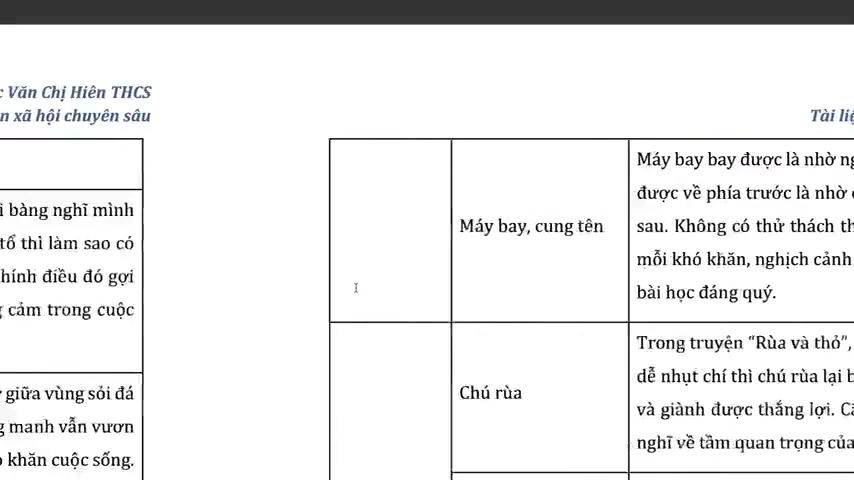 Văn Chị Hiên THCS
xã hội chuyên sâu
bàng nghĩ mình
tổ thì làm sao có
hính điều đó gợi
cảm trong cuộc
giữa vùng sỏi đá
manh vẫn vươn
khăn cuộc sống.
Tài
Máy bay, cung tên
Máy bay bay được là nhờ
được về phía trước là nhờ
sau. Không có thử thách
mỗi khó khăn, nghịch cảnh
bài học đáng quý.
Chú rùa
Trong truyện “Rùa và thỏ”,
dễ nhụt chí thì chú rùa lại
và giành được thắng lợi.
nghĩ về tầm quan trọng của